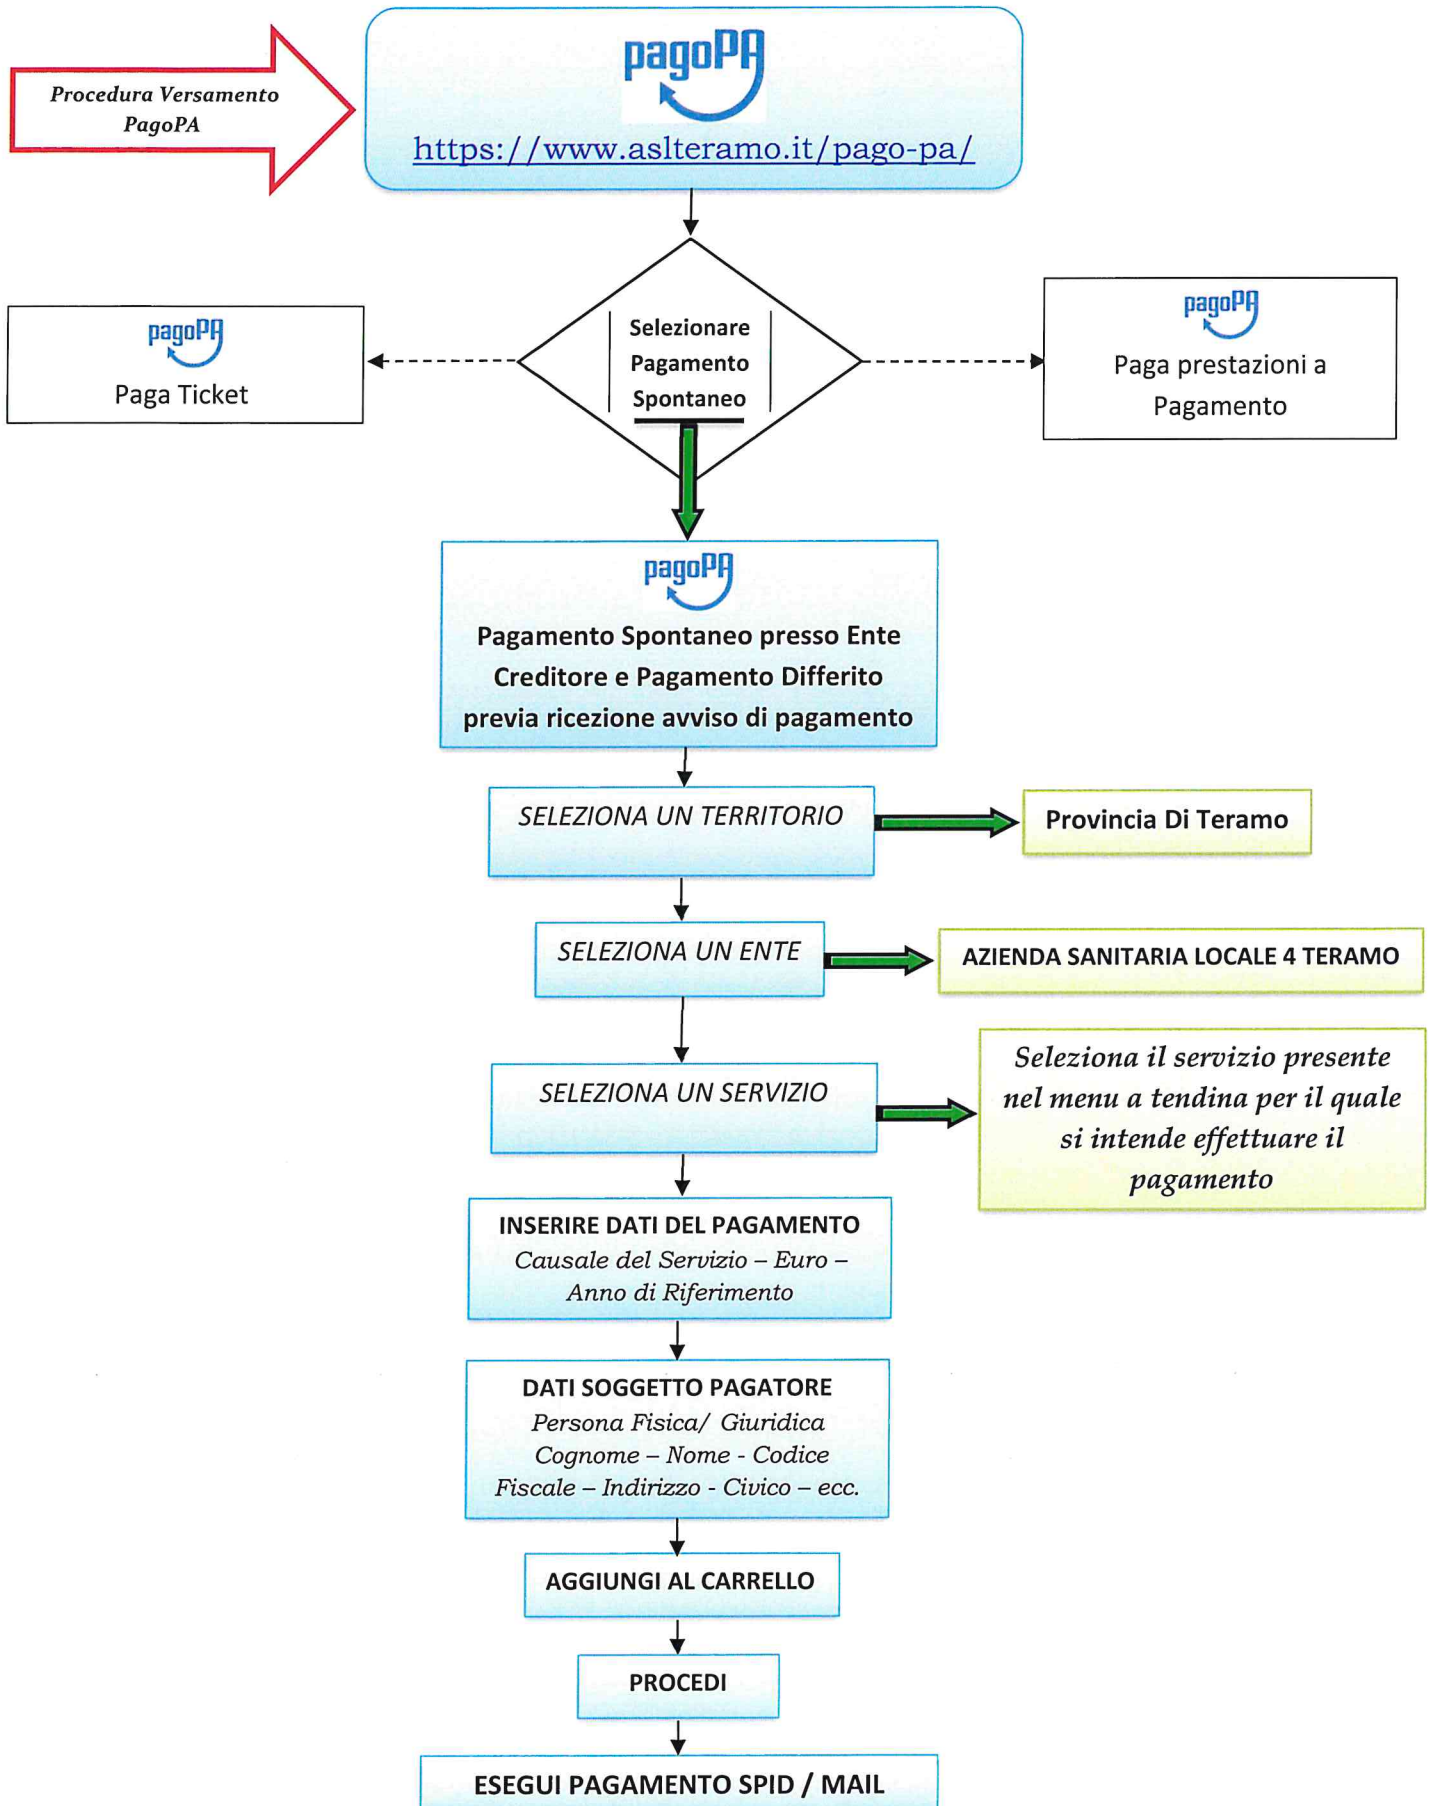 Procedura Versamento
PagoPA
pagoPA
https://www.aslteramo.it/pago-pa/
pagoPA
Paga Ticket
Selezionare
Pagamento
Spontaneo
pagoPA
Paga prestazioni a
Pagamento
pagoPA
Pagamento Spontaneo presso Ente
Creditore e Pagamento Differito
previa ricezione avviso di pagamento
SELEZIONA UN TERRITORIO
Provincia Di Teramo
SELEZIONA UN ENTE
AZIENDA SANITARIA LOCALE 4 TERAMO
SELEZIONA UN SERVIZIO
Seleziona il servizio presente
nel menu a tendina per il quale
si intende effettuare il
pagamento
INSERIRE DATI DEL PAGAMENTO
Causale del Servizio – Euro –
Anno di Riferimento
DATI SOGGETTO PAGATORE
Persona Fisica/ Giuridica
Cognome – Nome - Codice
Fiscale – Indirizzo - Civico – ecc.
AGGIUNGI AL CARRELLO
PROCEDI
ESEGUI PAGAMENTO SPID / MAIL